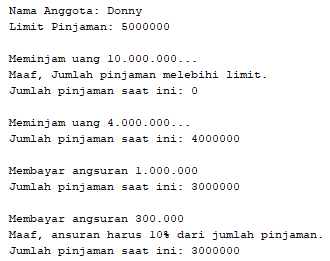 Nama Anggota: Donny
Limit Pinjaman: 5000000
Meminjam uang 10.000.000...
Maaf, Jumlah pinjaman melebihi limit.
Jumlah pinjaman saat ini: 0
Meminjam uang 4.000.000...
Jumlah pinjaman saat ini: 4000000
Membayar angsuran 1.000.000
Jumlah pinjaman saat ini: 3000000
Membayar angsuran 300.000
Maaf, ansuran harus 10% dari jumlah pinjaman.
Jumlah pinjaman saat ini: 3000000